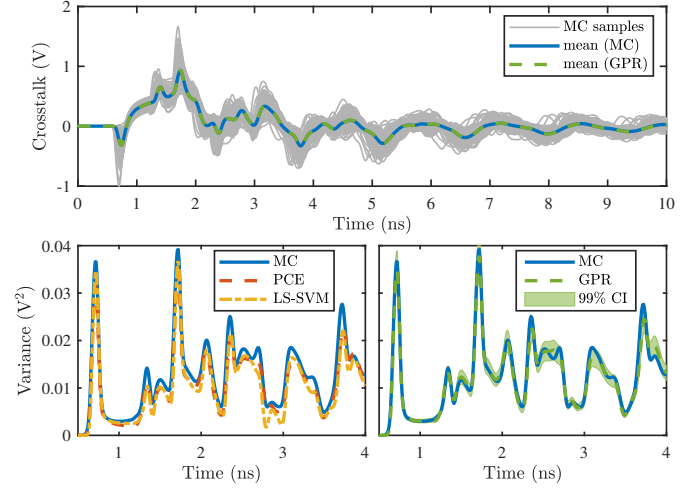 2
1
0
-1
Crosstalk (V)
MC samples
mean (MC)
mean (GPR)
0 1 2 3 4 5 6 7 8 9 10
Time (ns)
0.04
0.03
0.02
0.01
0
Variance (V²)
MC
PCE
LS-SVM
1 2 3 4
Time (ns)
MC
GPR
99% CI
1 2 3 4
Time (ns)